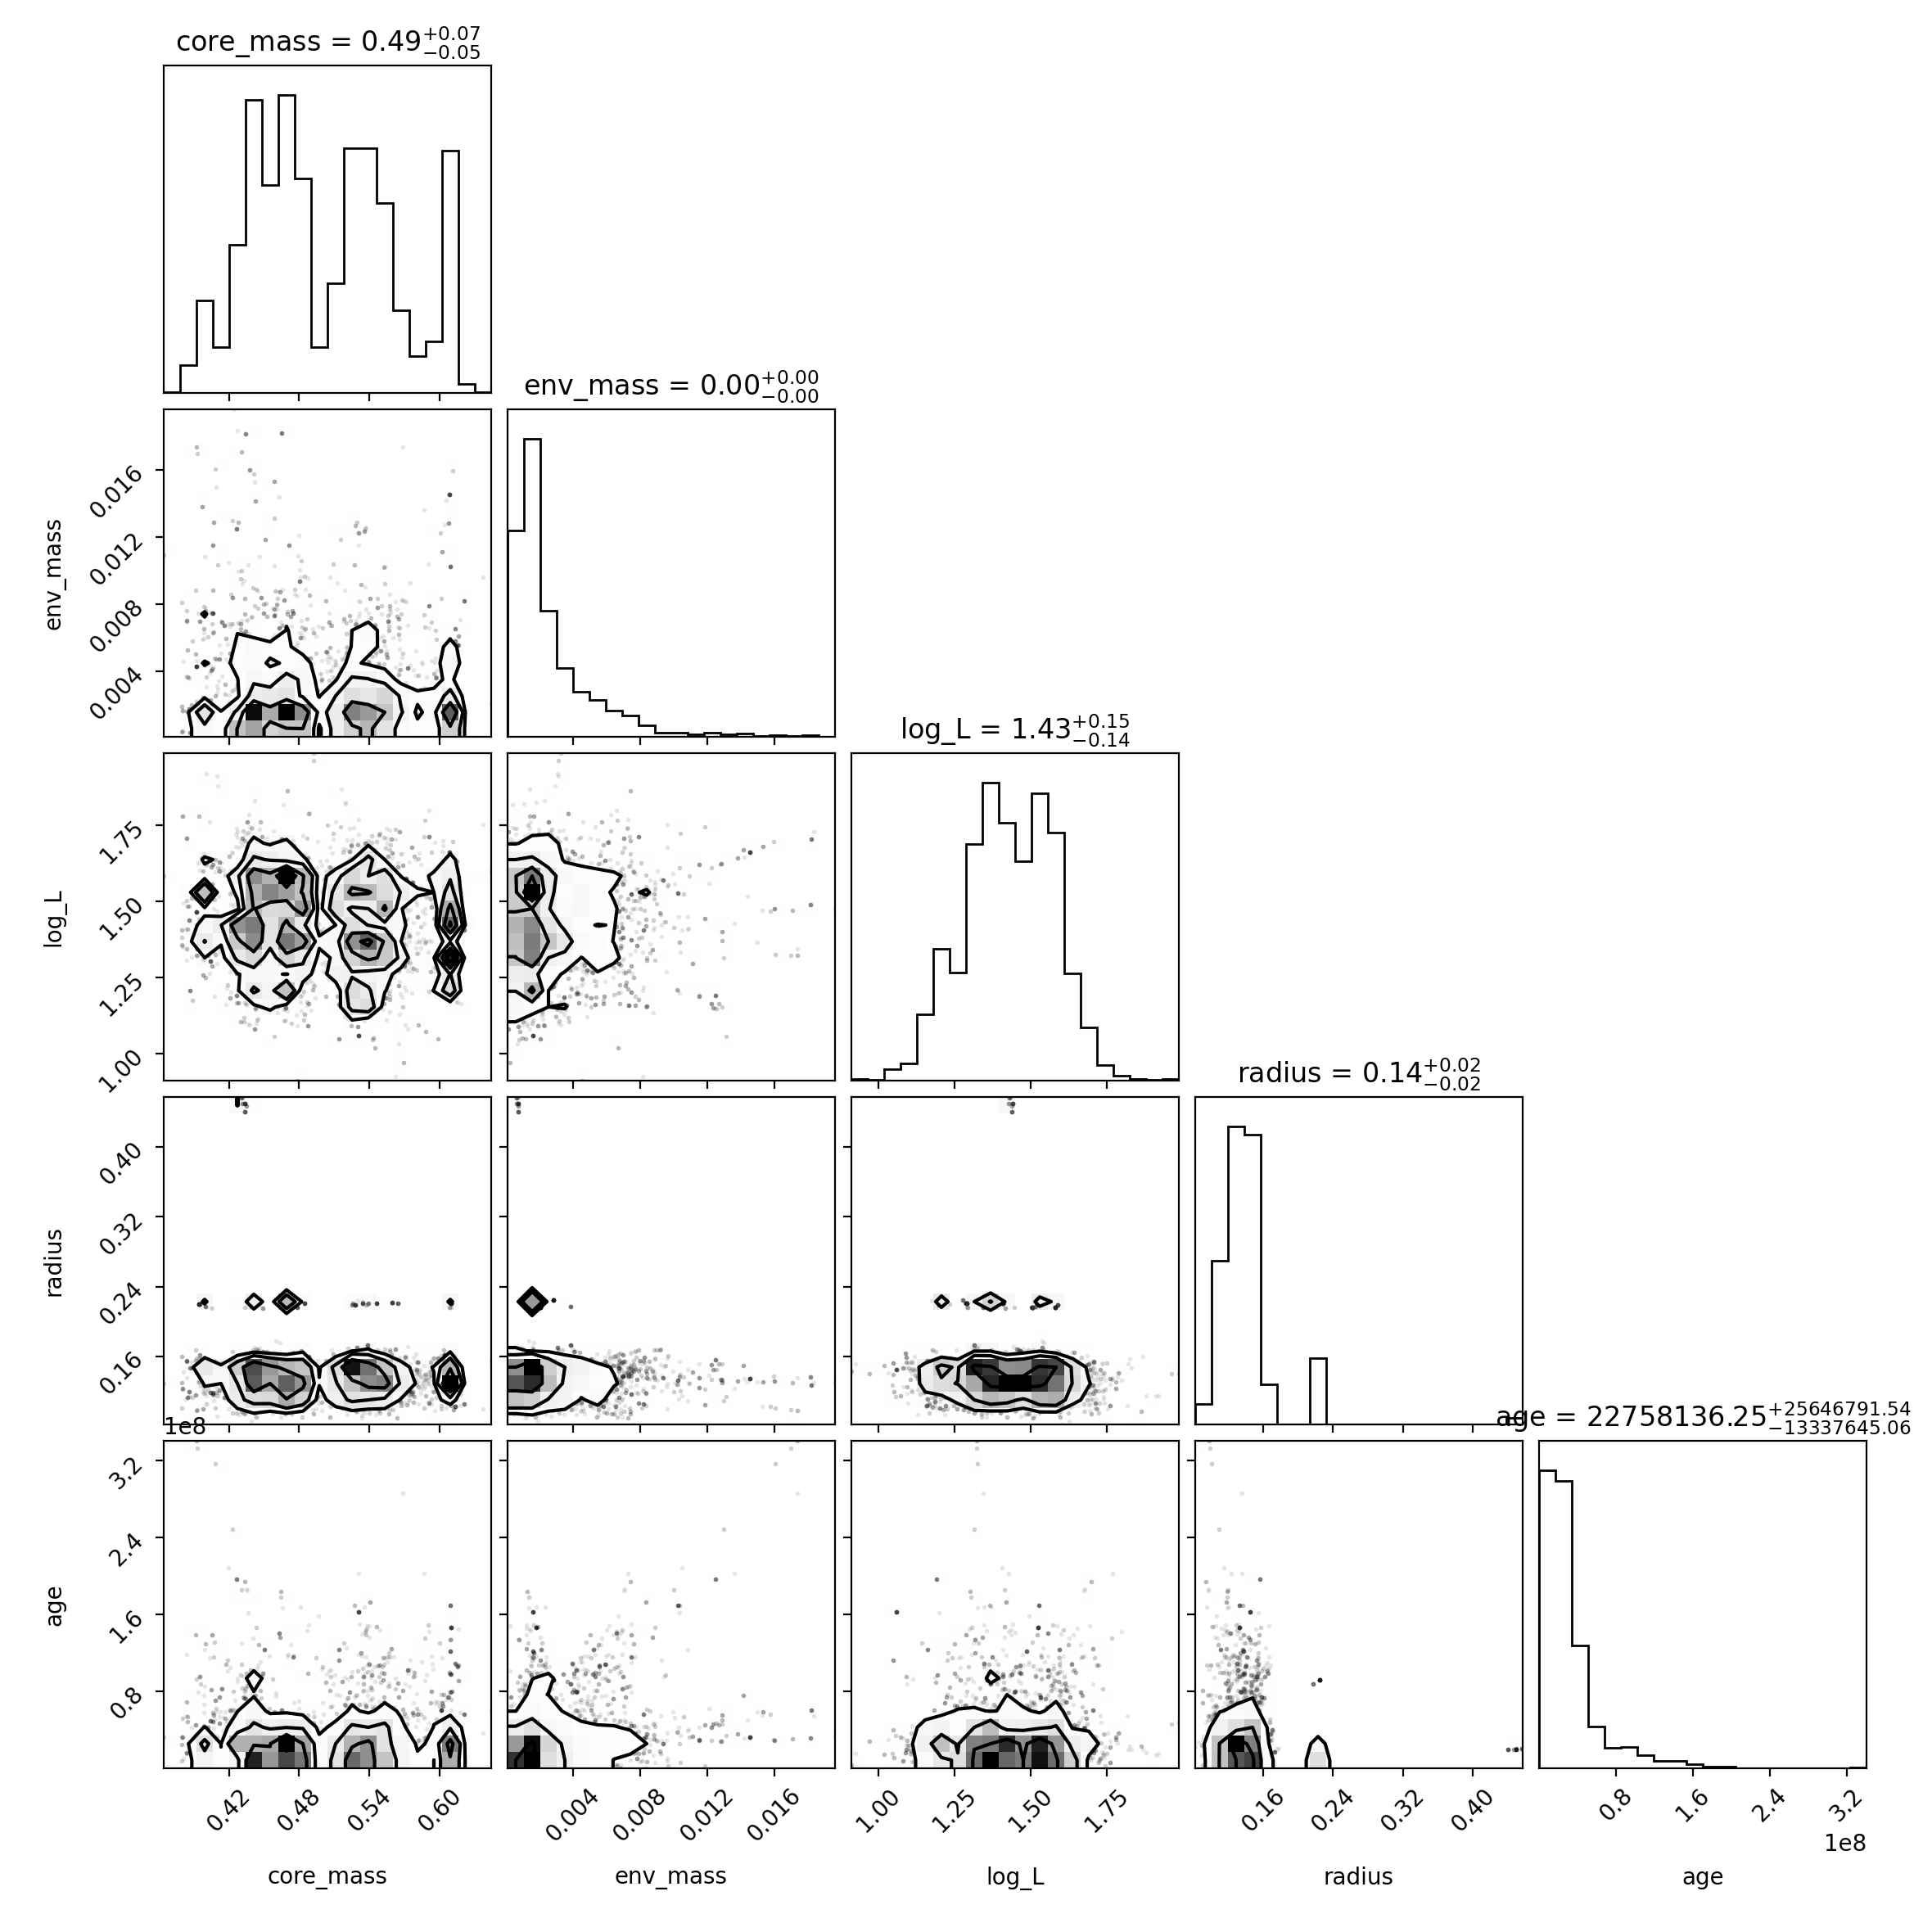 core_mass = 0.49+0.07−0.05
env_mass = 0.00+0.00−0.00
env_mass
0.016
0.012
0.008
0.004
log_L = 1.43+0.15−0.14
log_L
1.75
1.50
1.25
1.00
radius = 0.14+0.02−0.02
radius
0.40
0.32
0.24
0.16
1e8
age = 22758136.25+25646791.54−13337645.06
age
3.2
2.4
1.6
0.8
0.42 0.48 0.54 0.60
0.004 0.008 0.012 0.016
1.00 1.25 1.50 1.75
0.16 0.24 0.32 0.40
0.8 1.6 2.4 3.2
1e8
core_mass env_mass log_L radius age